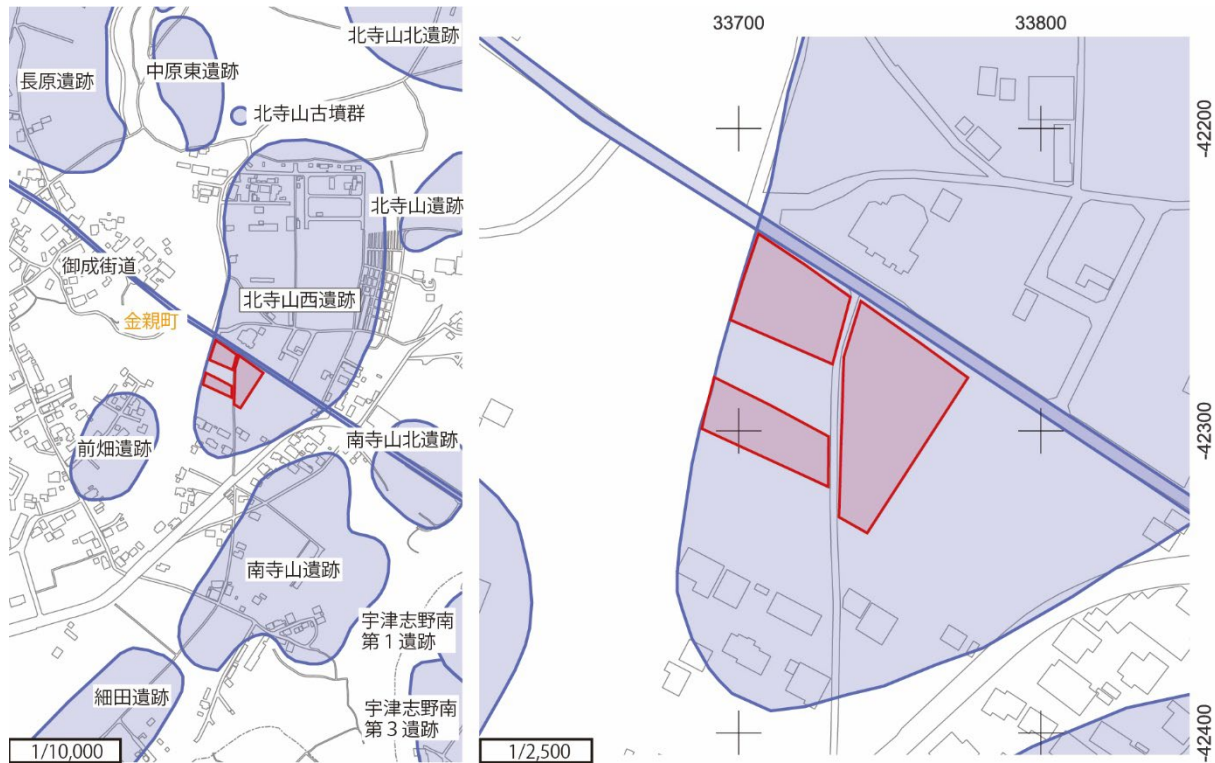 北寺山北遺跡
中原東遺跡
長原遺跡
北寺山古墳群
北寺山遺跡
御成街道
北寺山西遺跡
金親町
前畑遺跡
南寺山北遺跡
南寺山遺跡
宇津志野南
第1遺跡
細田遺跡
宇津志野南
第3遺跡
1/10,000
33700
33800
-42200
-42300
-42400
1/2,500